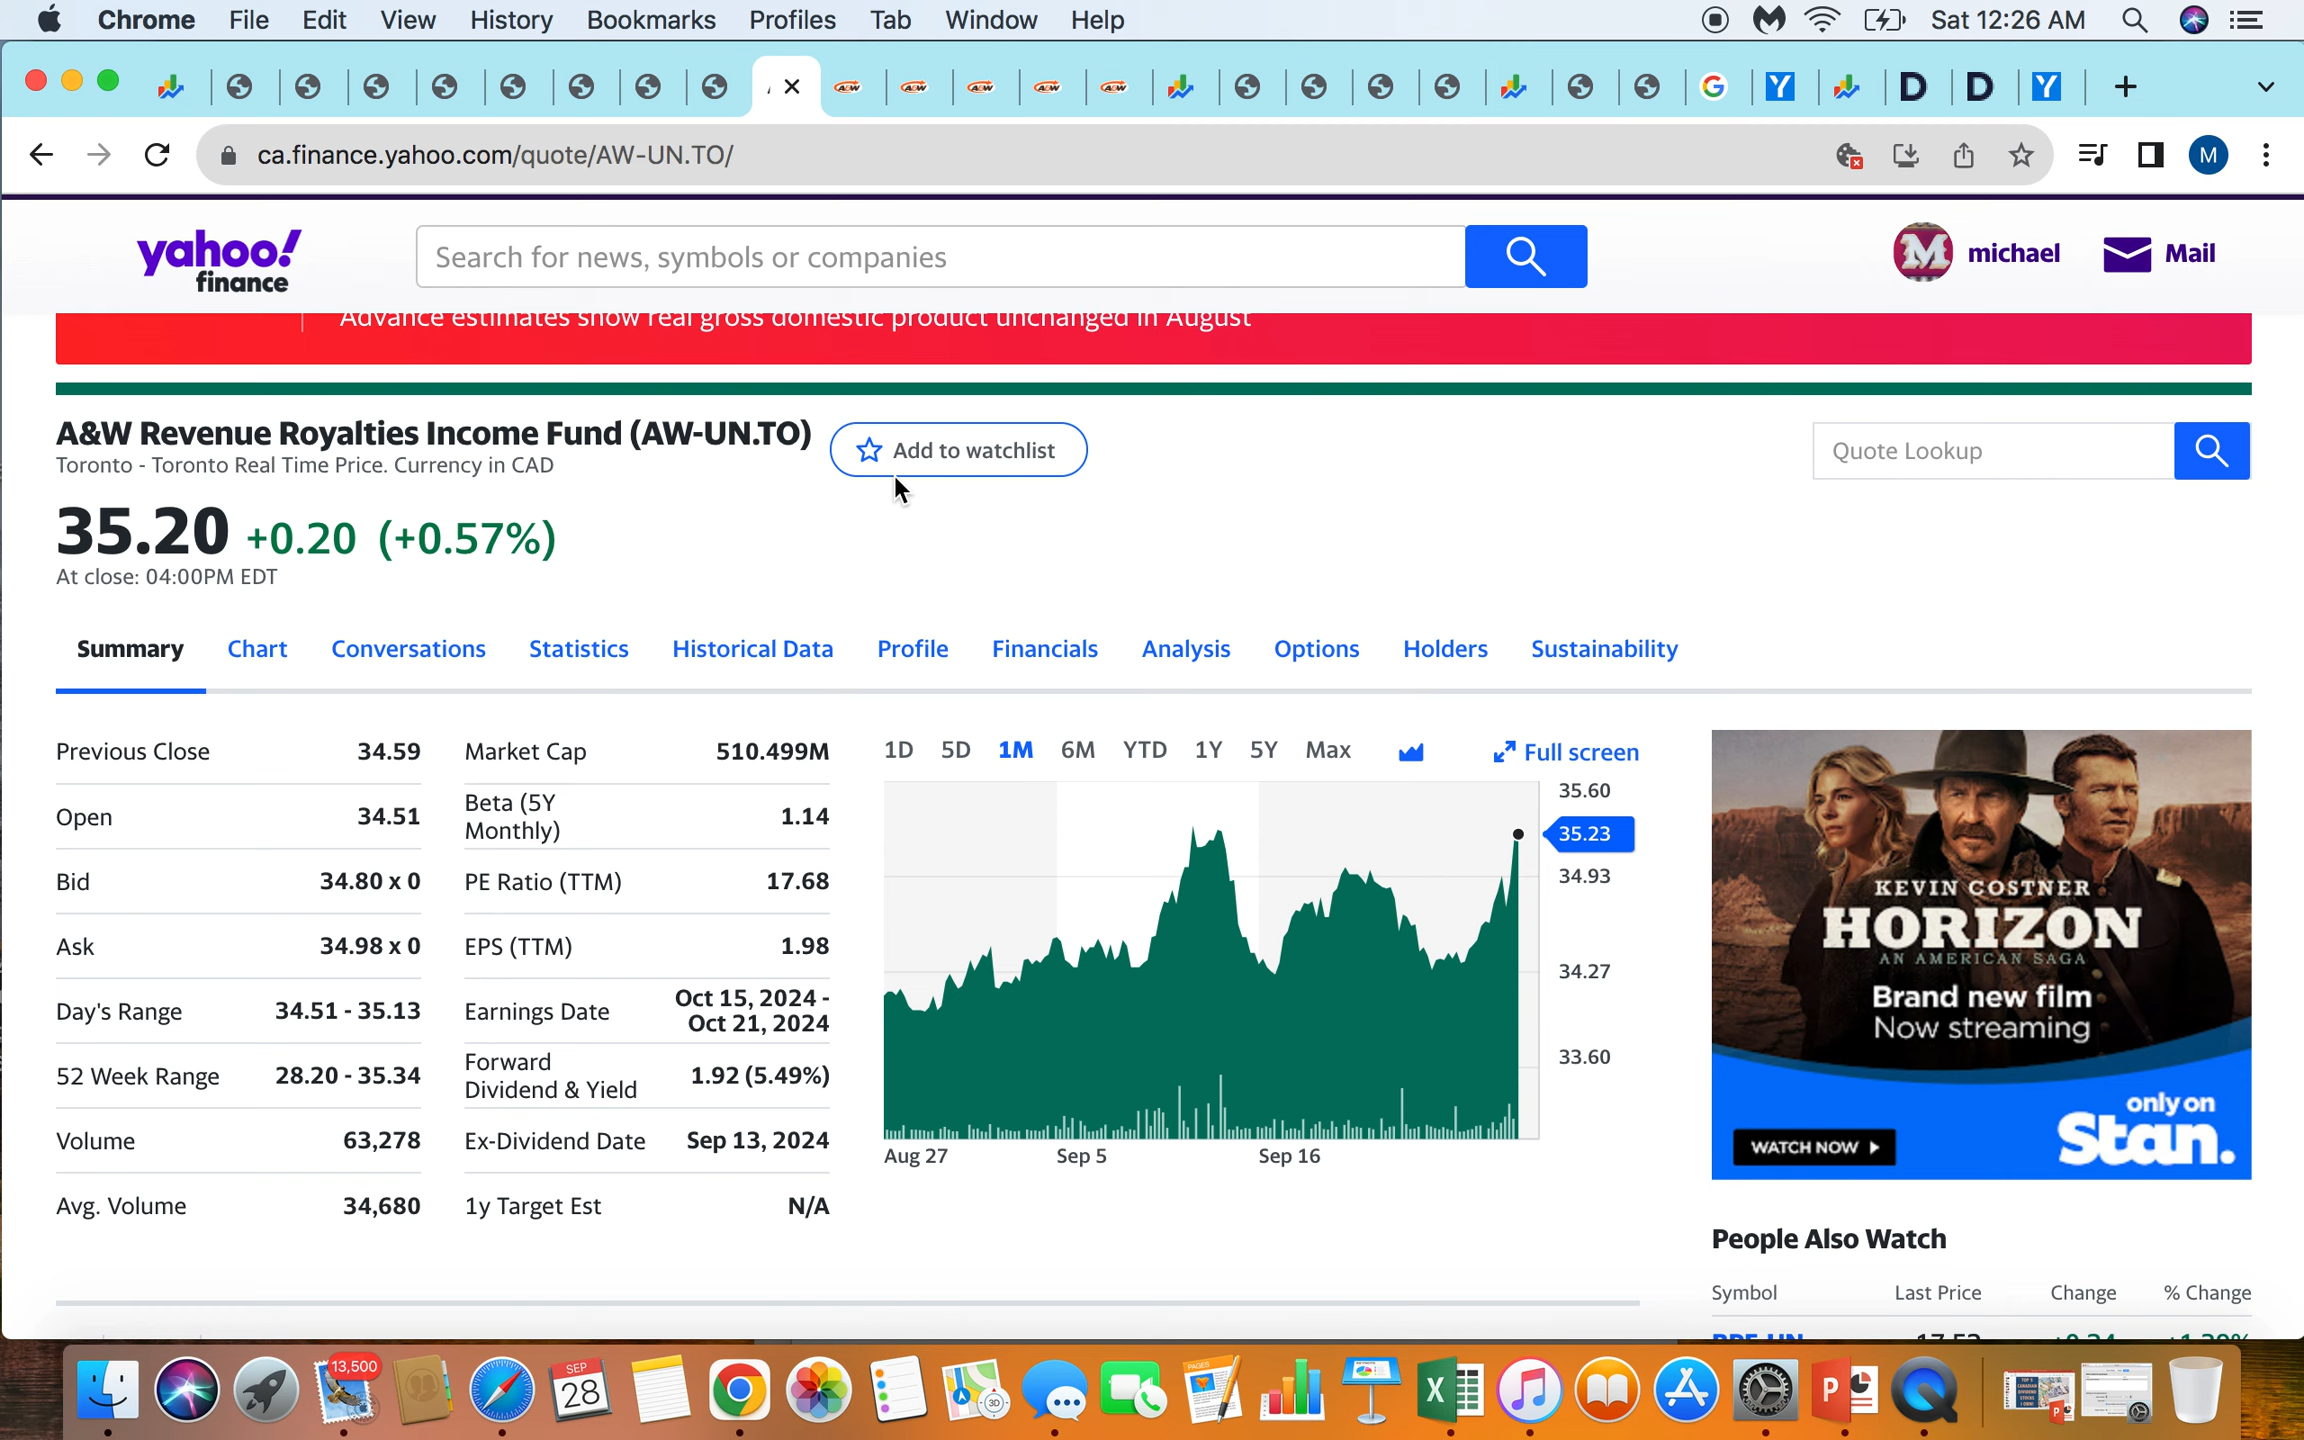 Chrome File Edit View History Bookmarks Profiles Tab Window Help Sat 12:26 AM
ca.finance.yahoo.com/quote/AW-UN.TO/
M
yahoo!
finance
Search for news, symbols or companies
M michael Mail
Advance estimates show real gross domestic product unchanged in August
A&W Revenue Royalties Income Fund (AW-UN.TO)
Add to watchlist
Quote Lookup
Toronto - Toronto Real Time Price. Currency in CAD
35.20 +0.20 (+0.57%)
At close: 04:00PM EDT
Summary Chart Conversations Statistics Historical Data Profile Financials Analysis Options Holders Sustainability
Previous Close 34.59
Open 34.51
Bid 34.80 x 0
Ask 34.98 x 0
Day's Range 34.51 - 35.13
52 Week Range 28.20 - 35.34
Volume 63,278
Avg. Volume 34,680
Market Cap 510.499M
Beta (5Y
Monthly) 1.14
PE Ratio (TTM) 17.68
EPS (TTM) 1.98
Earnings Date Oct 15, 2024 -
Oct 21, 2024
Forward
Dividend & Yield 1.92 (5.49%)
Ex-Dividend Date Sep 13, 2024
1y Target Est N/A
1D 5D 1M 6M YTD 1Y 5Y Max Full screen
35.60
35.23
34.93
34.27
33.60
Aug 27 Sep 5 Sep 16
KEVIN COSTNER
HORIZON
AN AMERICAN SAGA
Brand new film
Now streaming
only on
Stan.
WATCH NOW
People Also Watch
Symbol Last Price Change % Change
13,500
SEP
28
PAGES
3D
X
P